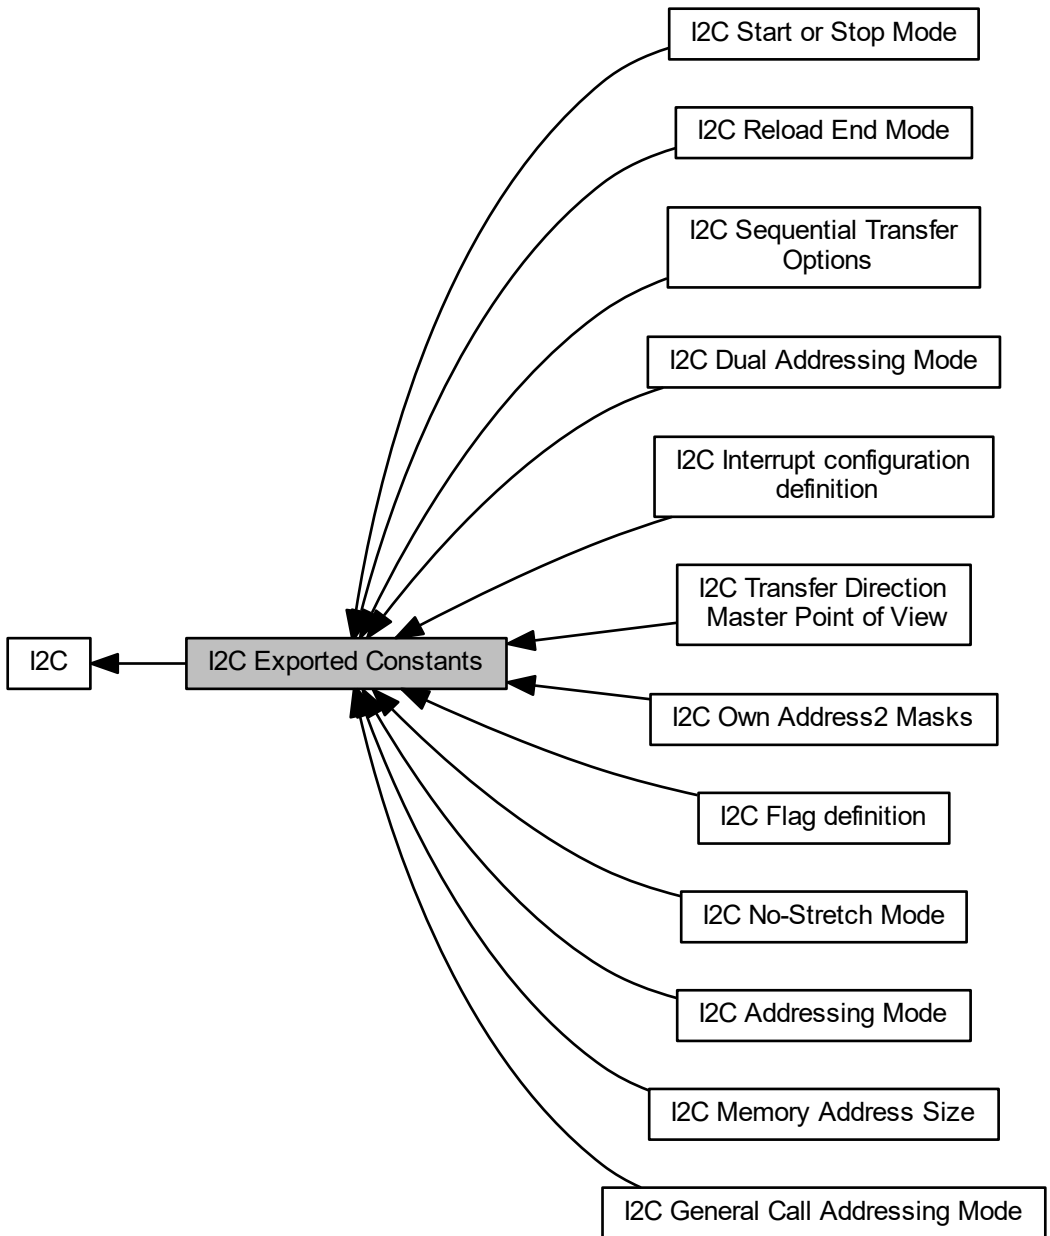 I2C Start or Stop Mode
I2C Reload End Mode
I2C Sequential Transfer
Options
I2C Dual Addressing Mode
I2C Interrupt configuration
definition
I2C Transfer Direction
Master Point of View
I2C
I2C Exported Constants
I2C Own Address2 Masks
I2C Flag definition
I2C No-Stretch Mode
I2C Addressing Mode
I2C Memory Address Size
I2C General Call Addressing Mode